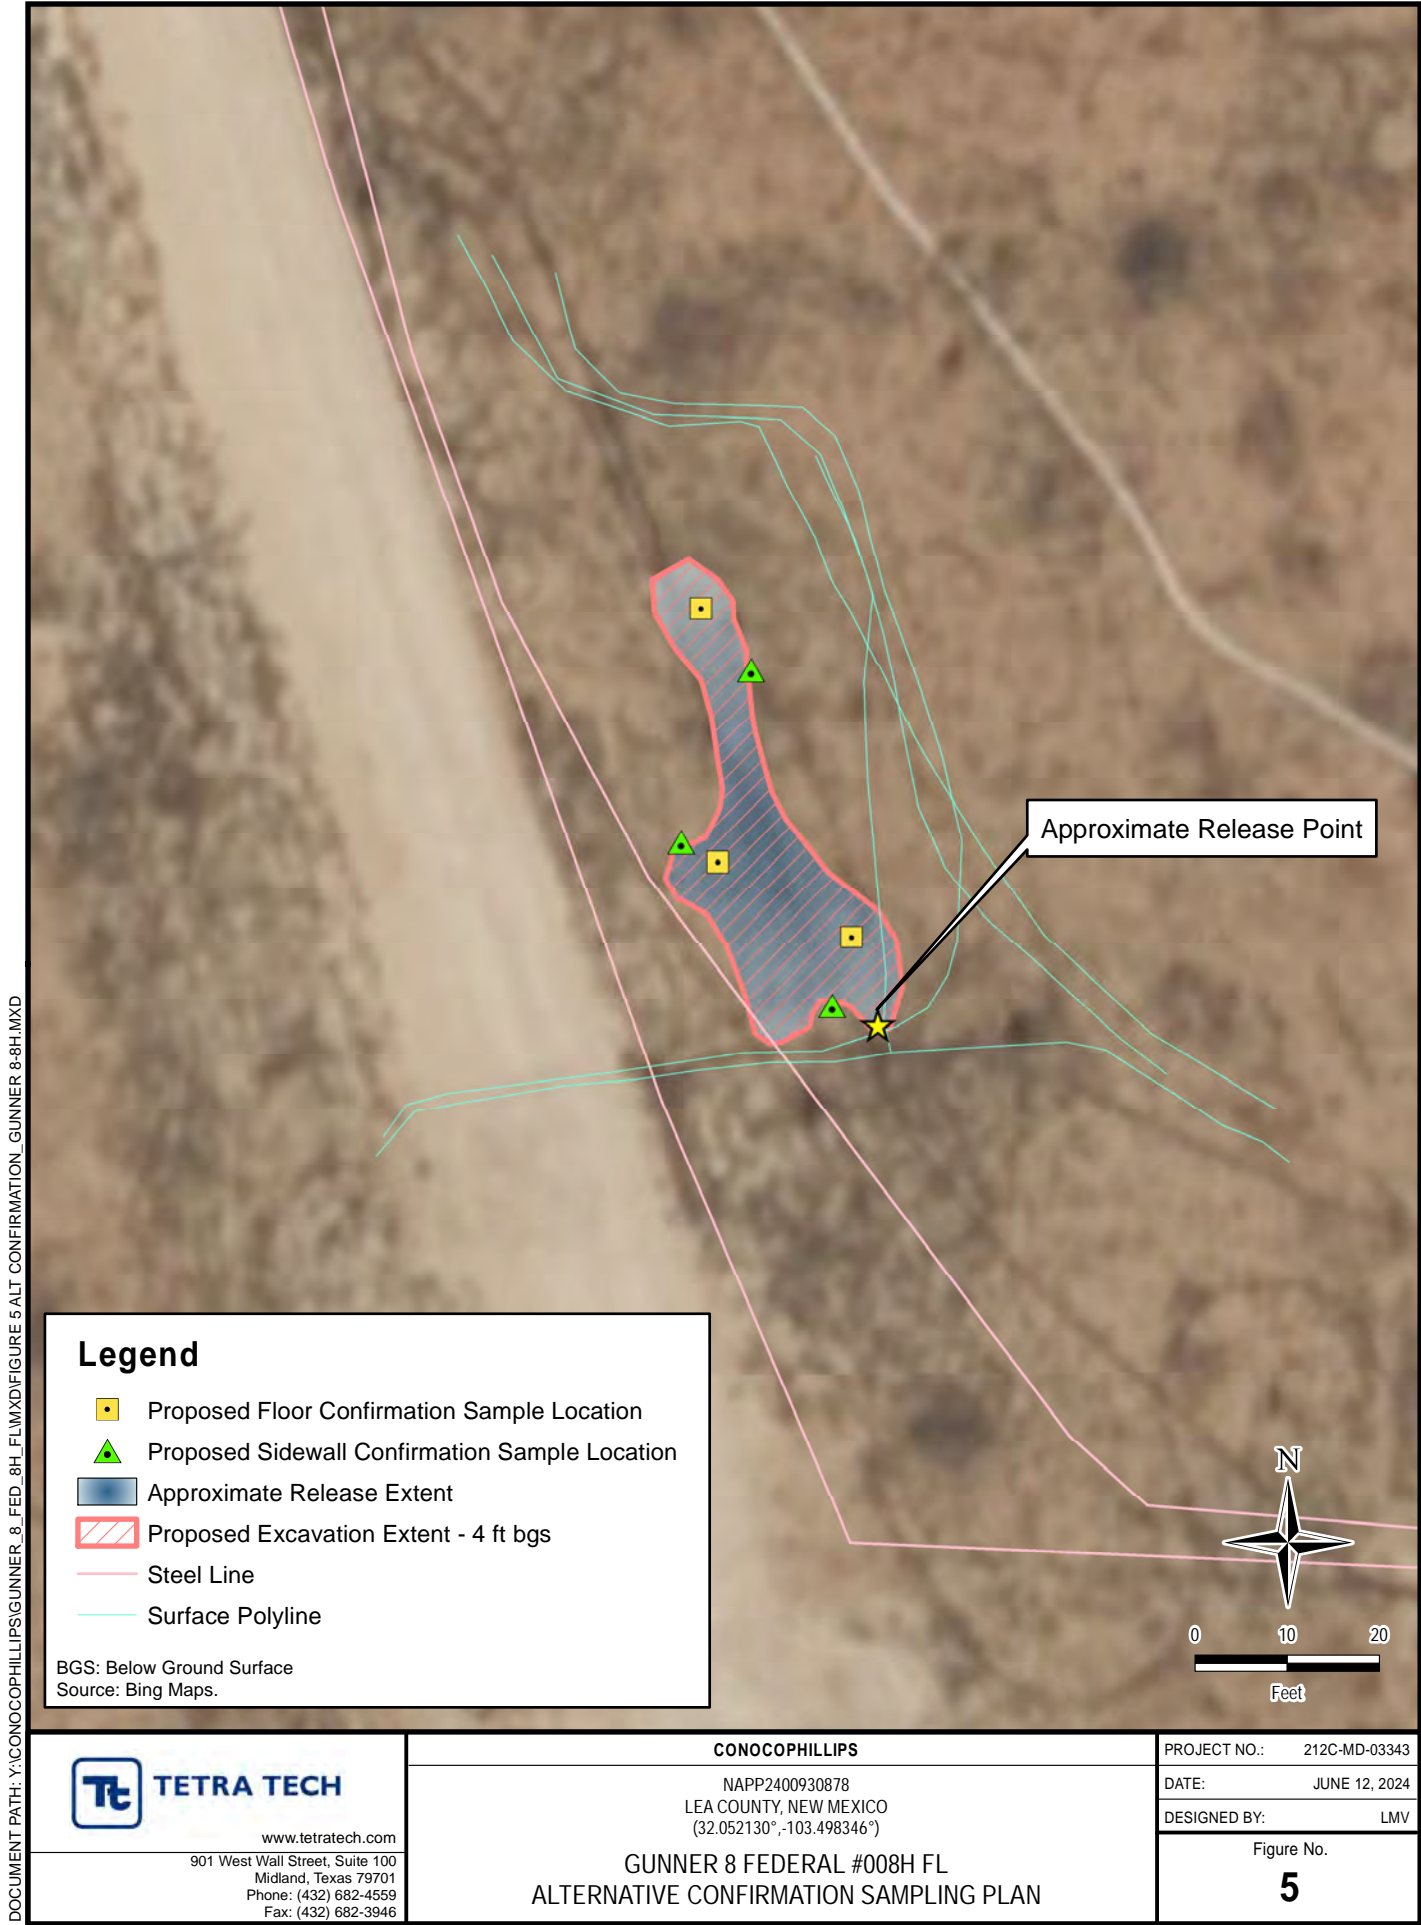 DOCUMENT PATH: Y:\CONOCOPHILLIPS\GUNNER_8_FED_8H_FL\MXD\FIGURE 5 ALT CONFIRMATION_GUNNER 8-8H.MXD
Approximate Release Point
Legend
Proposed Floor Confirmation Sample Location
Proposed Sidewall Confirmation Sample Location
Approximate Release Extent
Proposed Excavation Extent - 4 ft bgs
Steel Line
Surface Polyline
BGS: Below Ground Surface
Source: Bing Maps.
N
0 10 20
Feet
Tt TETRA TECH
www.tetratech.com
901 West Wall Street, Suite 100
Midland, Texas 79701
Phone: (432) 682-4559
Fax: (432) 682-3946
CONOCOPHILLIPS
NAPP2400930878
LEA COUNTY, NEW MEXICO
(32.052130°,-103.498346°)
GUNNER 8 FEDERAL #008H FL
ALTERNATIVE CONFIRMATION SAMPLING PLAN
PROJECT NO.: 212C-MD-03343
DATE: JUNE 12, 2024
DESIGNED BY: LMV
Figure No.
5